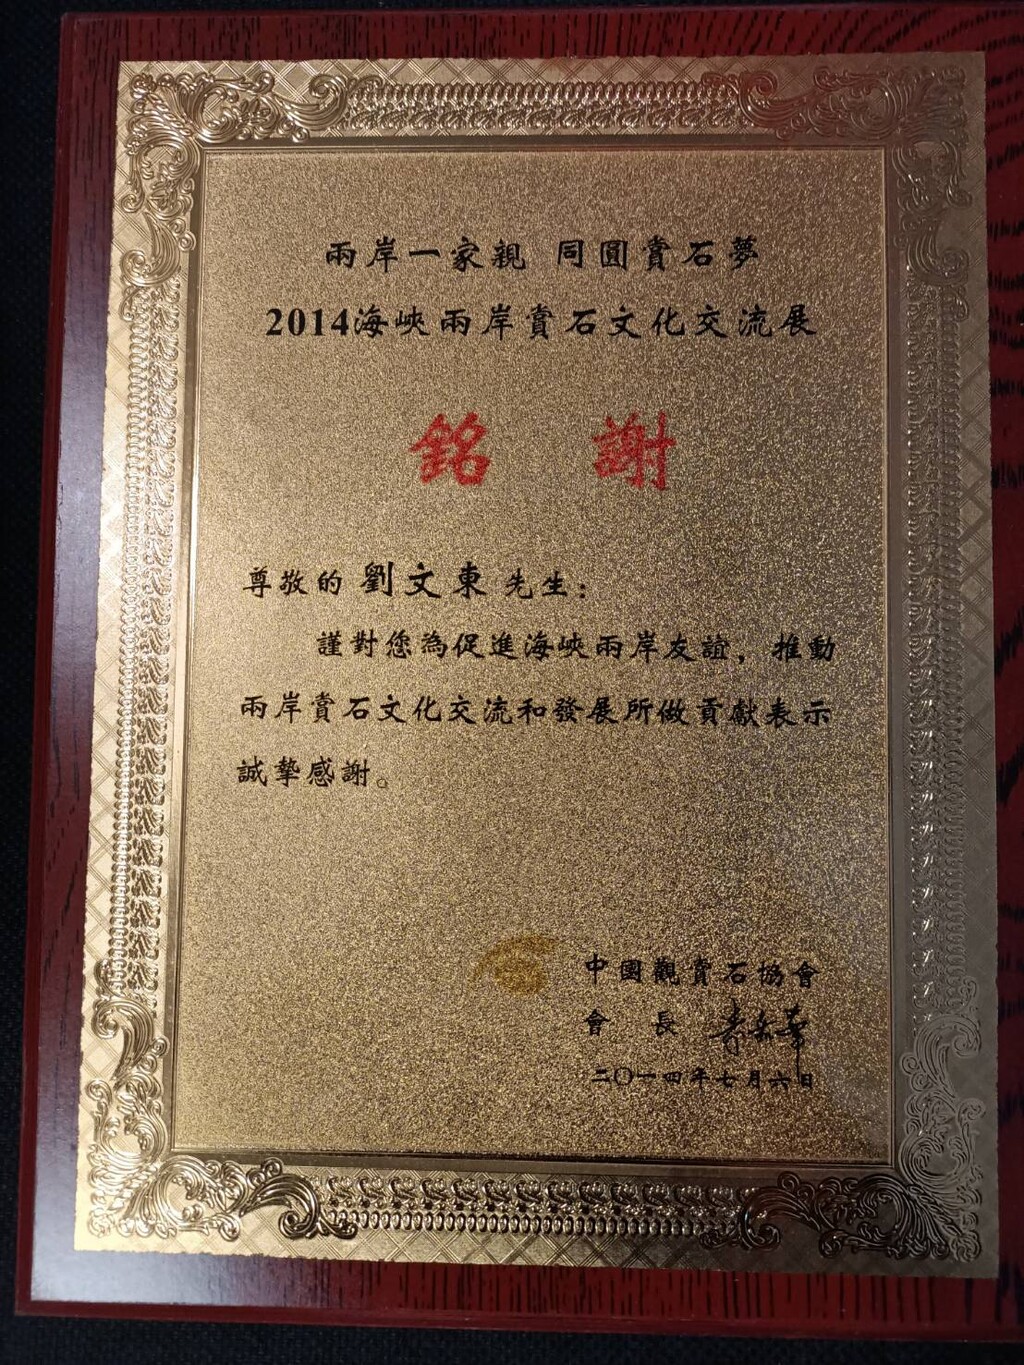 兩岸一家親 同圓賞石夢
2014海峽兩岸賞石文化交流展
銘 謝
尊敬的 劉文東 先生：
謹對您為促進海峽兩岸友誼，推動
兩岸賞石文化交流和發展所做貢獻表示
誠摯感謝。
中國觀賞石協會
會 長
二〇一四年七月六日